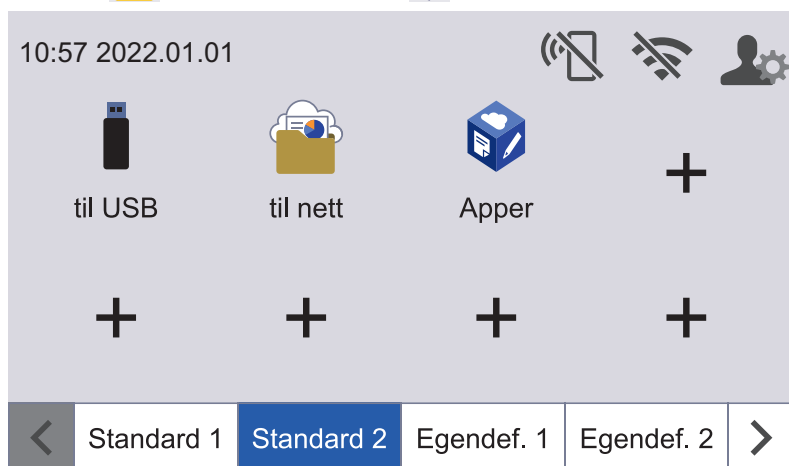 10:57 2022.01.01
til USB til nett Apper
Standard 1 Standard 2 Egendef. 1 Egendef. 2